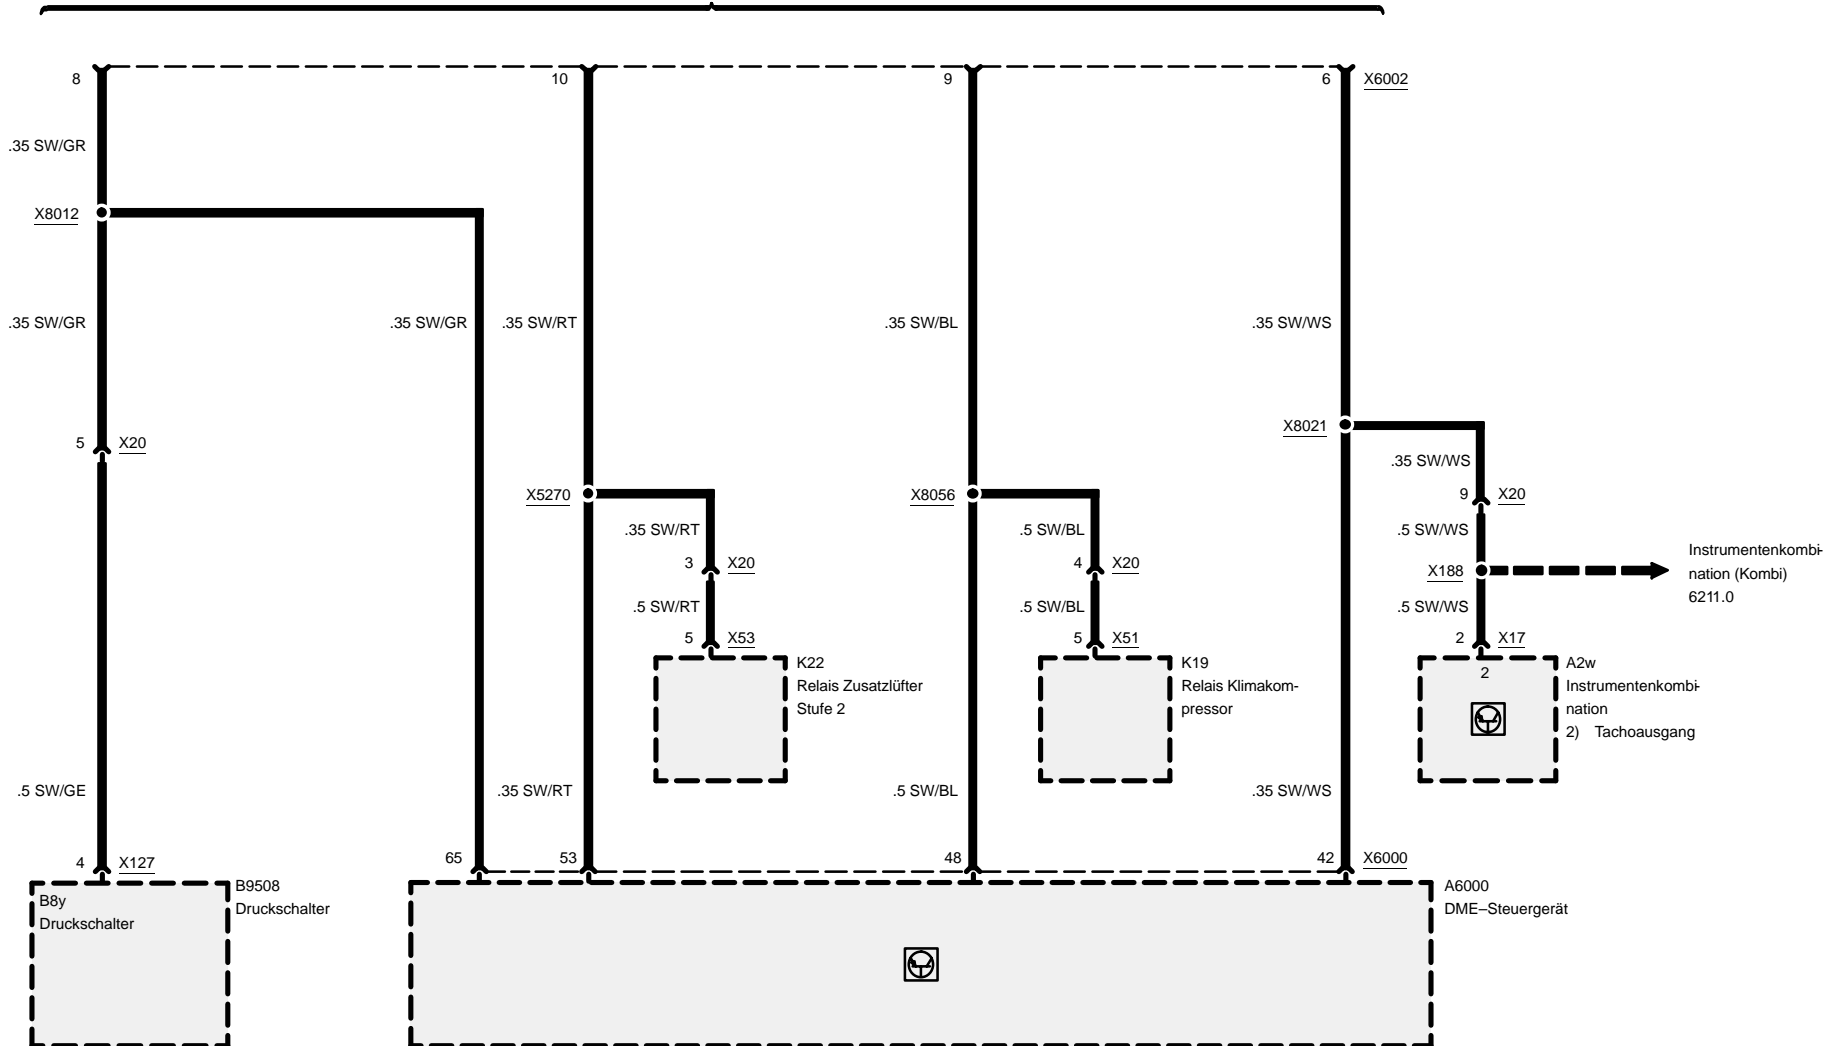 8
10
9
6
X6002
.35 SW/GR
X8012
.35 SW/GR
.35 SW/GR
.35 SW/RT
.35 SW/BL
.35 SW/WS
X8021
5
X20
.35 SW/WS
X5270
X8056
9
X20
.35 SW/RT
.5 SW/BL
.5 SW/WS
3
X20
4
X20
X188
Instrumentenkombi-
nation (Kombi)
6211.0
.5 SW/RT
.5 SW/BL
.5 SW/WS
5
X53
5
X51
2
X17
K22
Relais Zusatzlüfter
Stufe 2
K19
Relais Klimakom-
pressor
2
A2w
Instrumentenkombi-
nation
2) Tachoausgang
.5 SW/GE
.35 SW/RT
.5 SW/BL
.35 SW/WS
4
X127
65
53
48
42
X6000
B8y
Druckschalter
B9508
Druckschalter
A6000
DME–Steuergerät